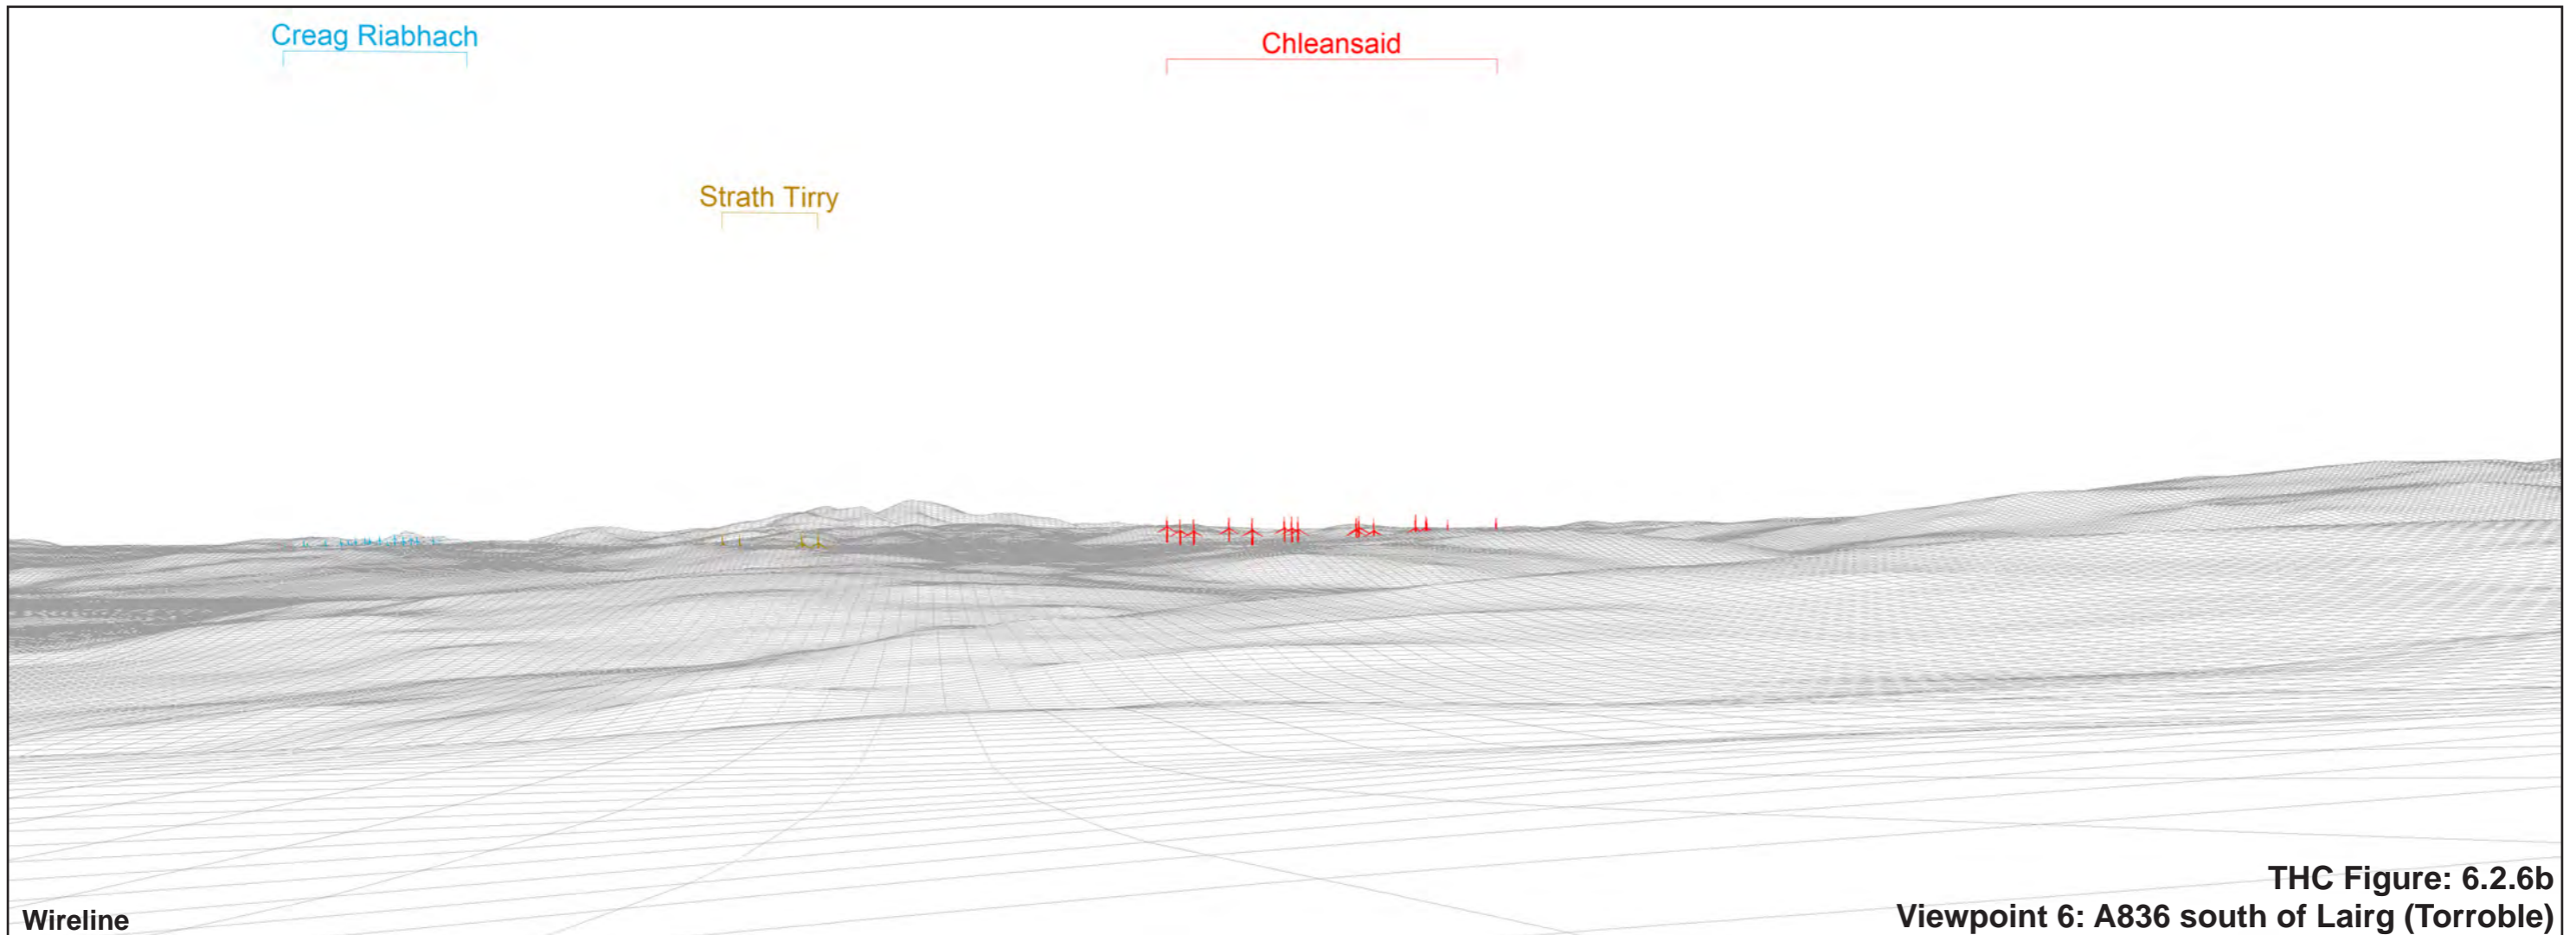 Creag Riabhach
Chleansaid
Strath Tirry
THC Figure: 6.2.6b
Wireline
Viewpoint 6: A836 south of Lairg (Torroble)